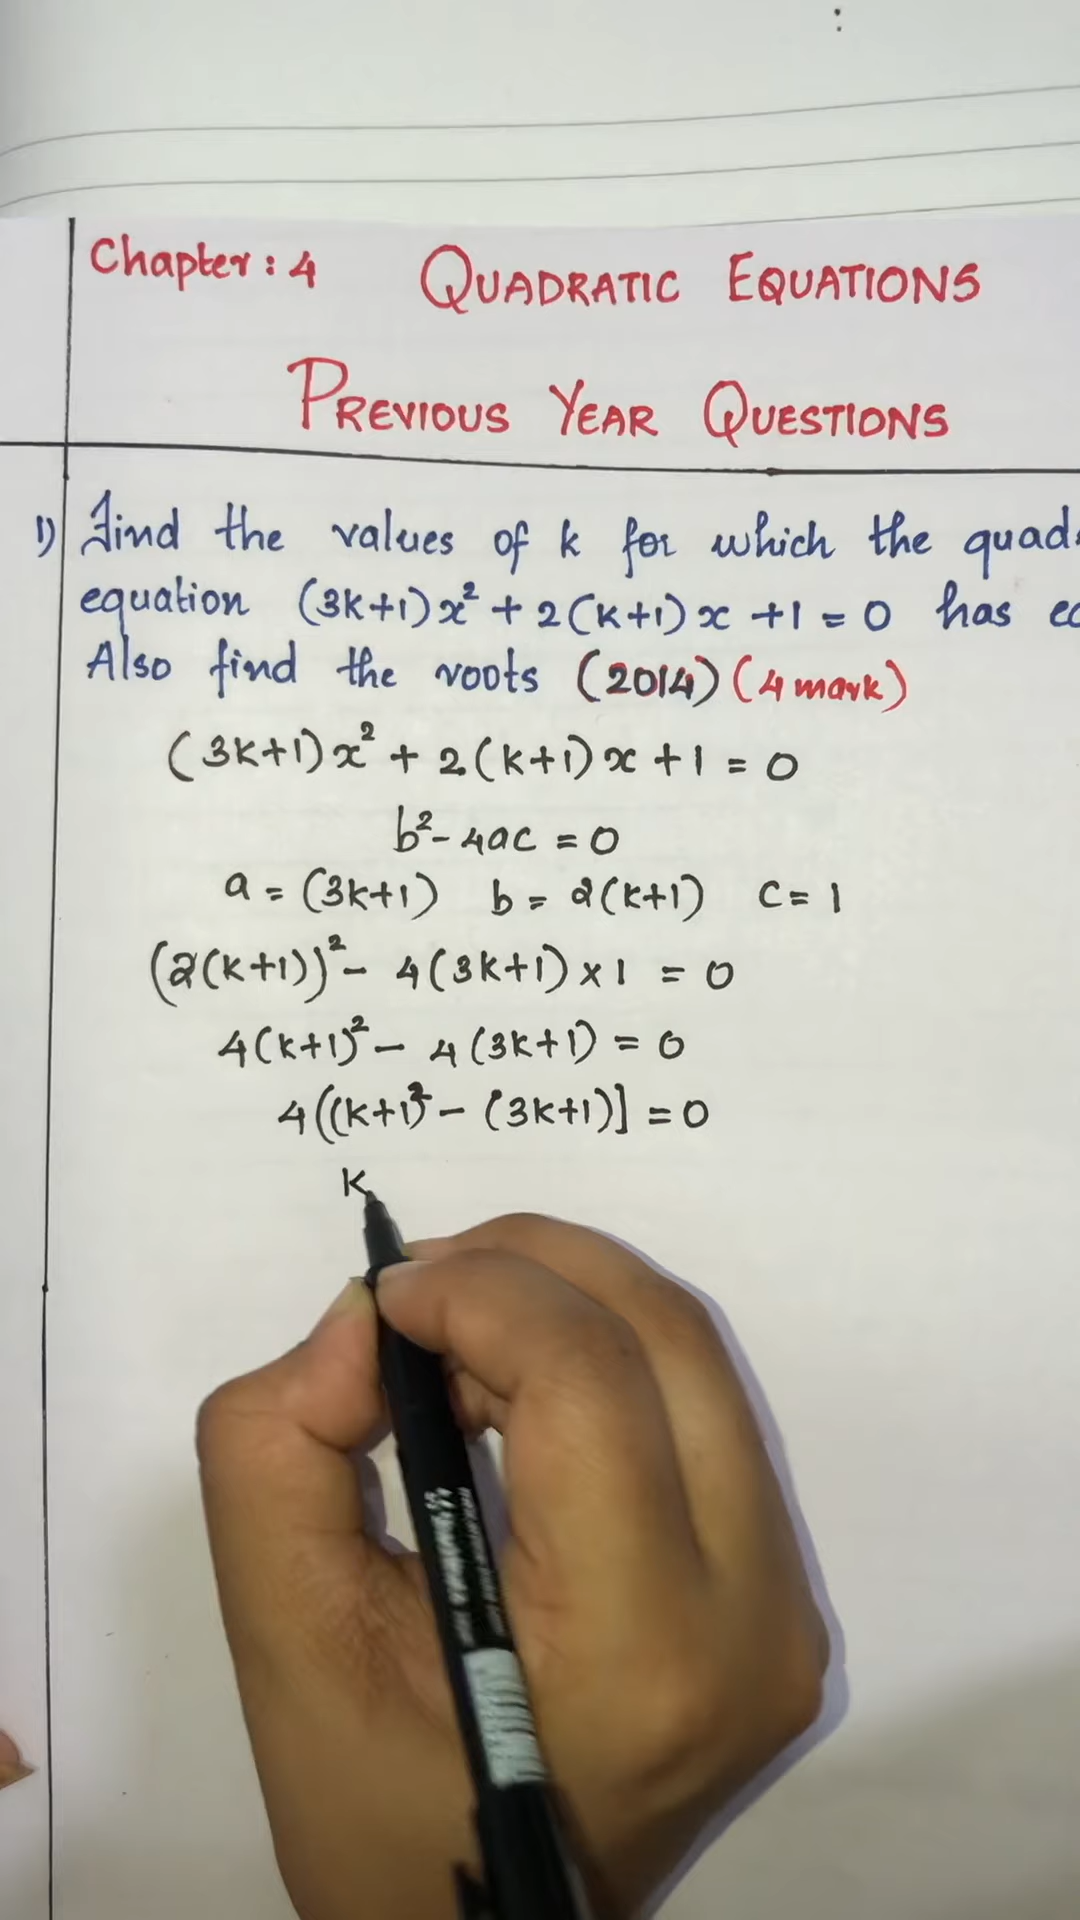 Chapter : 4 QUADRATIC EQUATIONS
PREVIOUS YEAR QUESTIONS
1) Find the values of k for which the quad
equation (3k+1)x² + 2(k+1)x +1 = 0 has
Also find the roots (2014) (4 mark)
(3k+1)x² + 2(k+1)x +1 = 0
b² - 4ac = 0
a = (3k+1) b = 2(k+1) c = 1
(2(k+1))² - 4(3k+1) × 1 = 0
4(k+1)² - 4(3k+1) = 0
4((k+1)² - (3k+1)] = 0
k